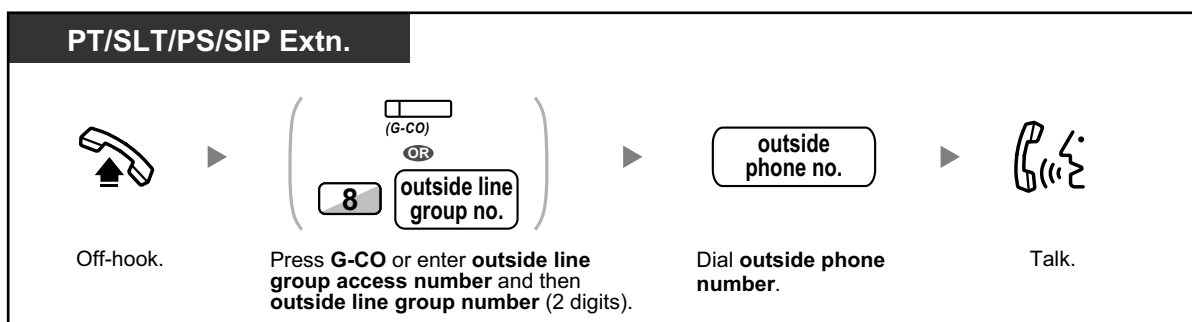 PT/SLT/PS/SIP Extn.
(G-CO)
OR
8
outside line
group no.
outside
phone no.
Off-hook.
Press G-CO or enter outside line
group access number and then
outside line group number (2 digits).
Dial outside phone
number.
Talk.